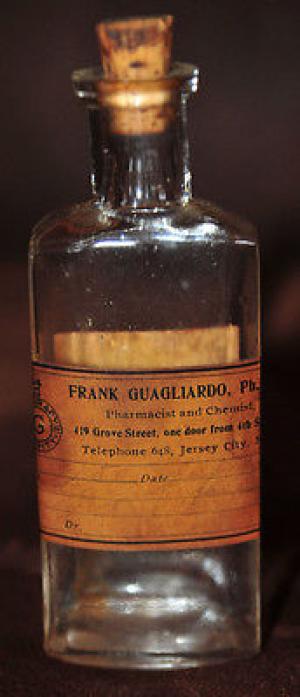 FRANK GUAGLIARDO, Ph.
Pharmacist and Chemist,
419 Grove Street, one door from 4th S
Telephone 648, Jersey City,
Date
Dr.
G